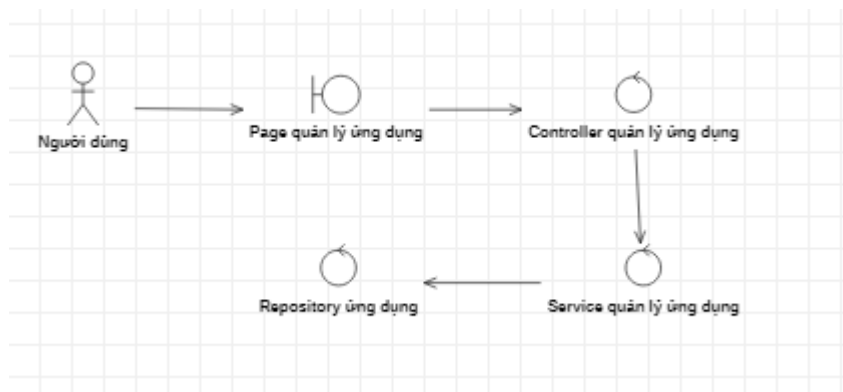 Người dùng
Page quản lý ứng dụng
Controller quản lý ứng dụng
Repository ứng dụng
Service quản lý ứng dụng